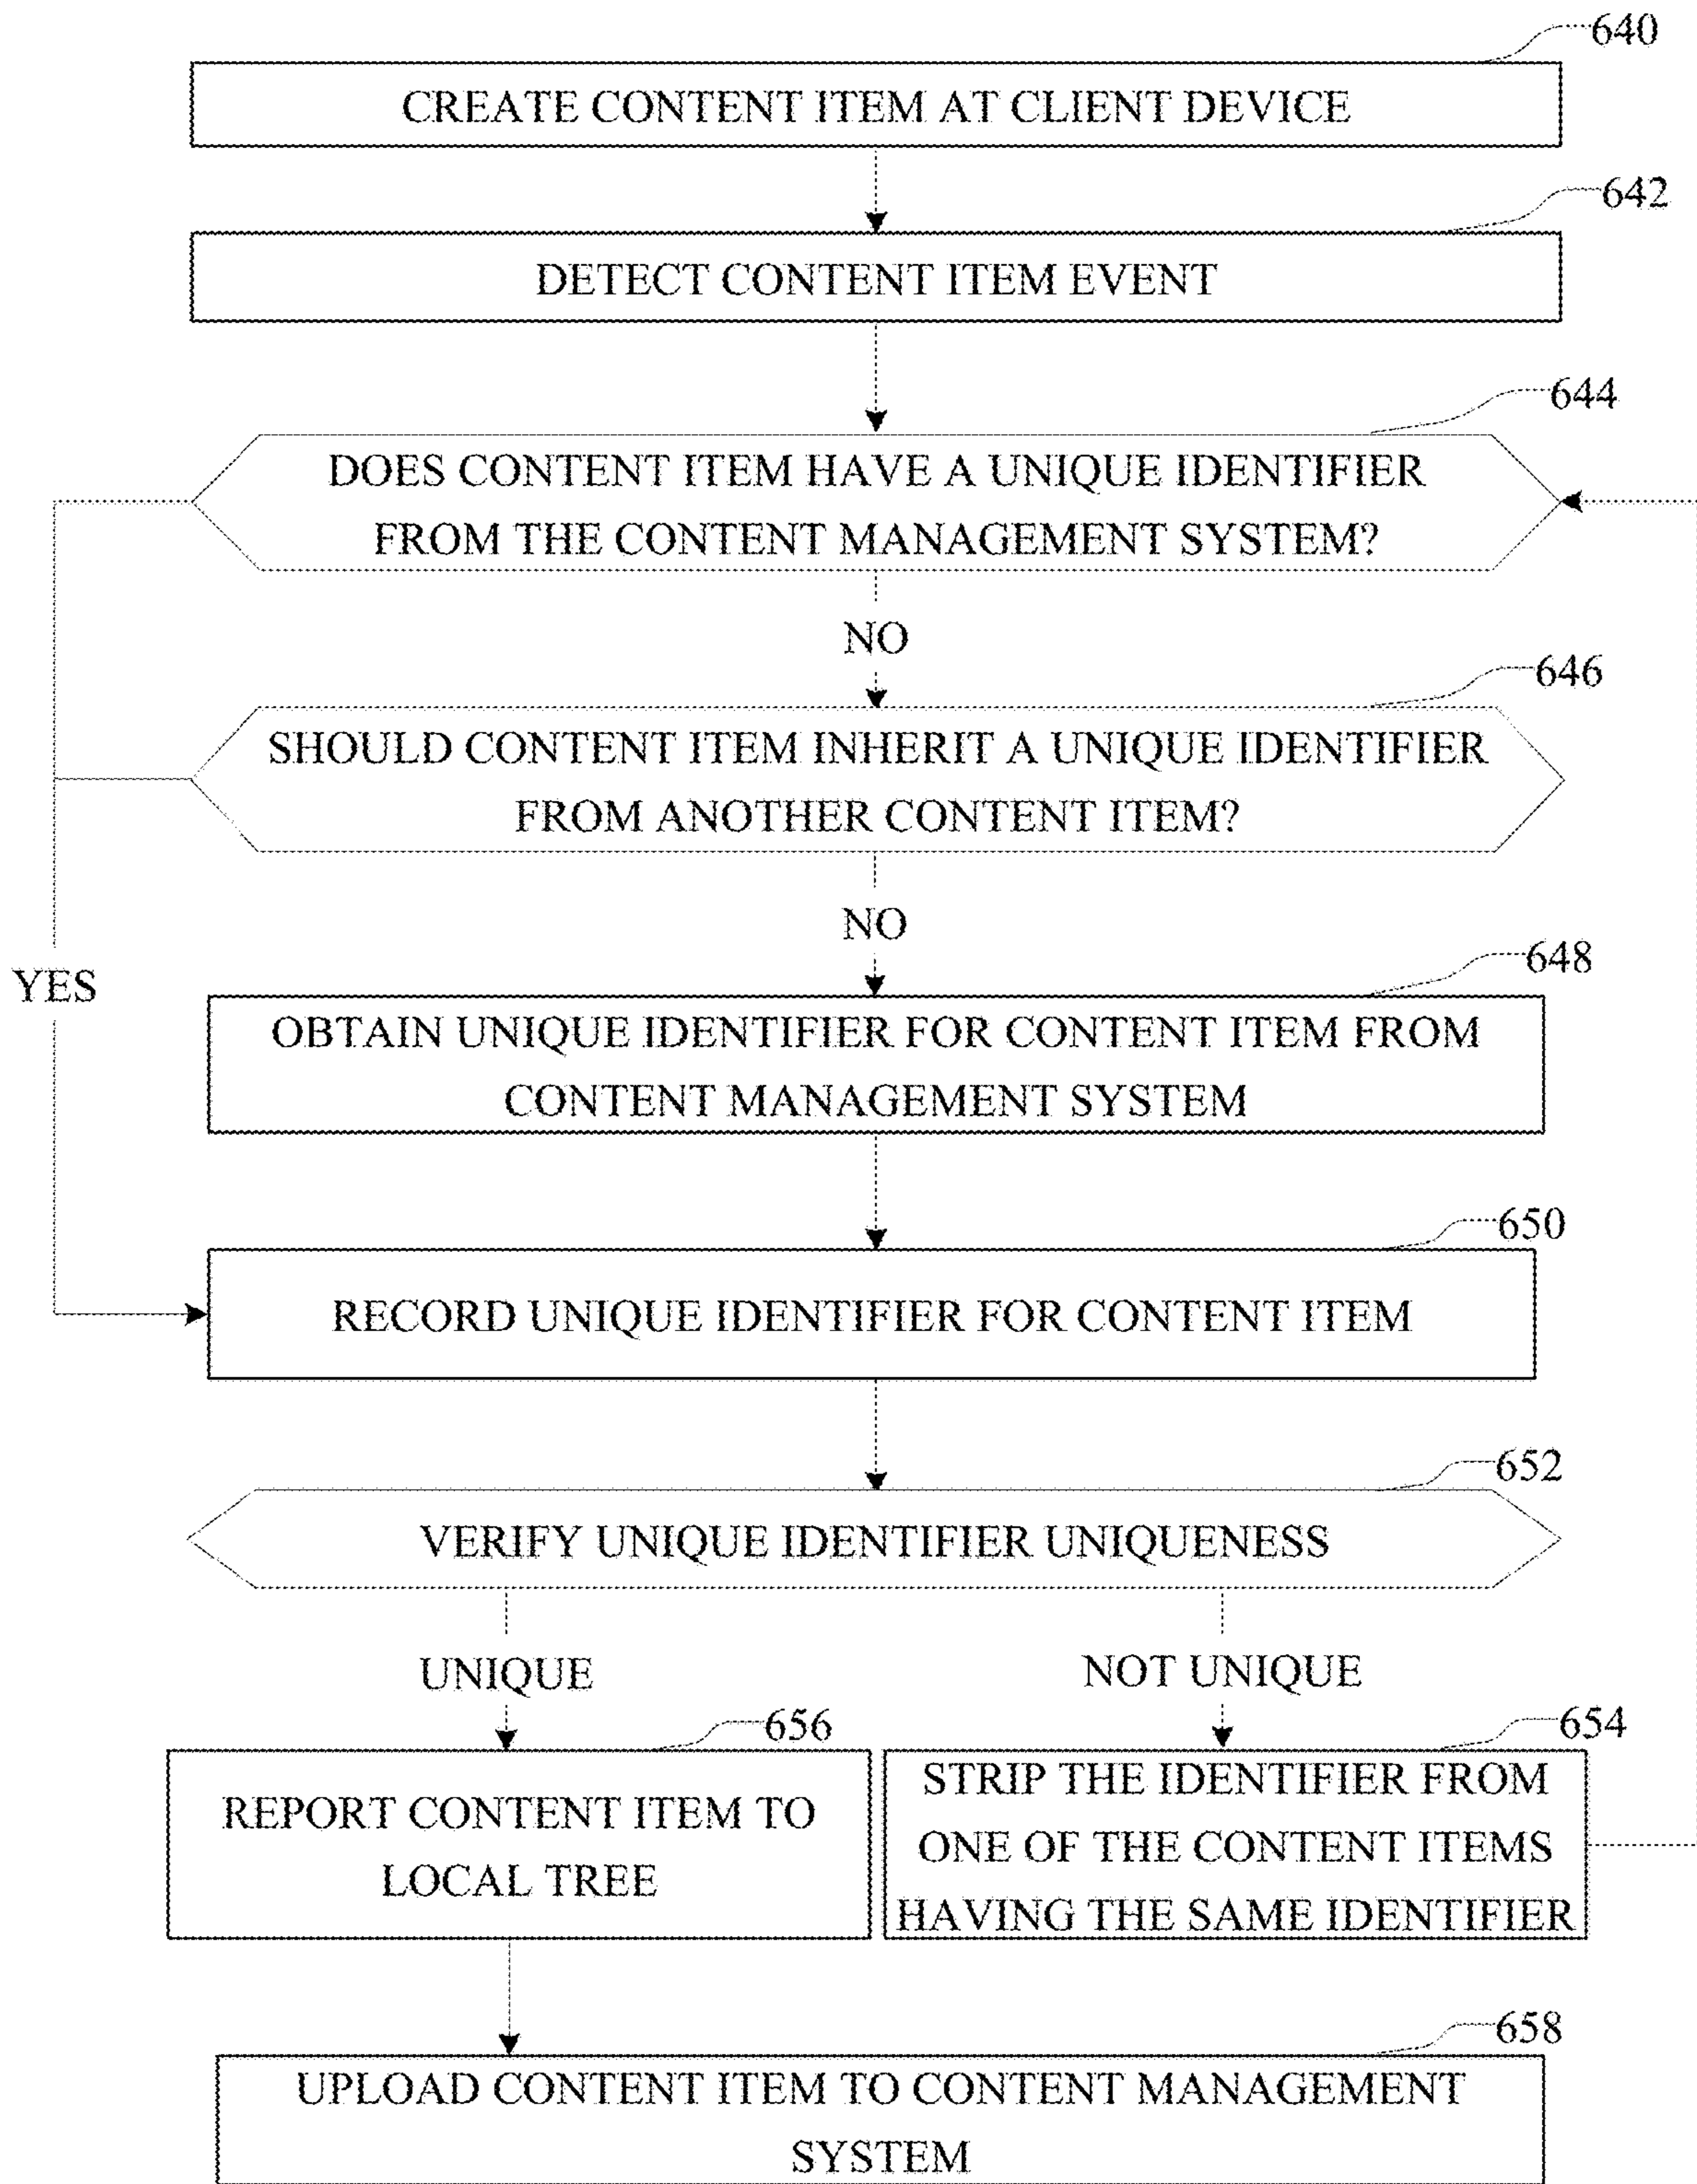 640
CREATE CONTENT ITEM AT CLIENT DEVICE
642
DETECT CONTENT ITEM EVENT
644
DOES CONTENT ITEM HAVE A UNIQUE IDENTIFIER
FROM THE CONTENT MANAGEMENT SYSTEM?
NO
646
SHOULD CONTENT ITEM INHERIT A UNIQUE IDENTIFIER
FROM ANOTHER CONTENT ITEM?
NO
YES
648
OBTAIN UNIQUE IDENTIFIER FOR CONTENT ITEM FROM
CONTENT MANAGEMENT SYSTEM
650
RECORD UNIQUE IDENTIFIER FOR CONTENT ITEM
652
VERIFY UNIQUE IDENTIFIER UNIQUENESS
UNIQUE
NOT UNIQUE
656
REPORT CONTENT ITEM TO
LOCAL TREE
654
STRIP THE IDENTIFIER FROM
ONE OF THE CONTENT ITEMS
HAVING THE SAME IDENTIFIER
658
UPLOAD CONTENT ITEM TO CONTENT MANAGEMENT
SYSTEM